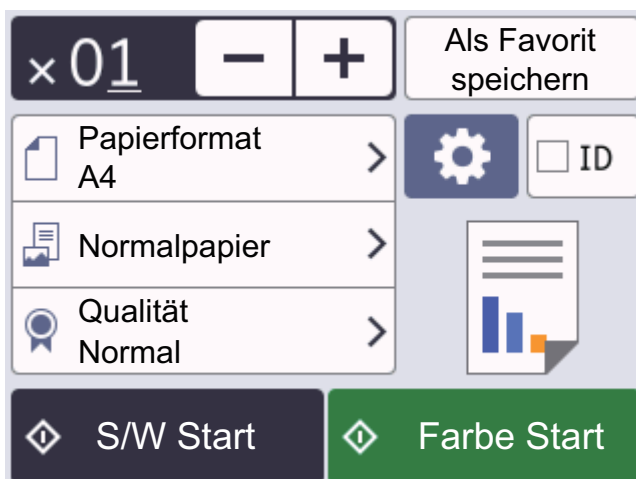 ×01 − +
Als Favorit
speichern
Papierformat
A4
ID
Normalpapier
Qualität
Normal
S/W Start
Farbe Start